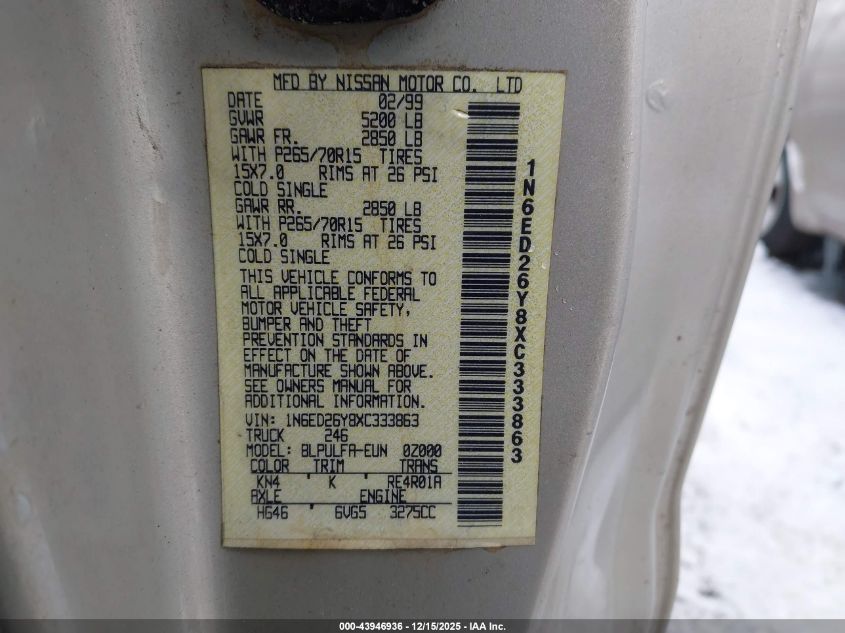 MFD BY NISSAN MOTOR CO. LTD
DATE 02/99
GVWR 5200 LB
GAWR FR. 2850 LB
WITH P265/70R15 TIRES
15X7.0 RIMS AT 26 PSI
COLD SINGLE
GAWR RR. 2850 LB
WITH P265/70R15 TIRES
15X7.0 RIMS AT 26 PSI
COLD SINGLE
THIS VEHICLE CONFORMS TO
ALL APPLICABLE FEDERAL
MOTOR VEHICLE SAFETY,
BUMPER AND THEFT
PREVENTION STANDARDS IN
EFFECT ON THE DATE OF
MANUFACTURE SHOWN ABOVE.
SEE OWNERS MANUAL FOR
ADDITIONAL INFORMATION.
VIN: 1N6ED26Y8XC333863
TRUCK 246
MODEL: BLPULFA-EUN 0Z000
COLOR TRIM TRANS
KN4 K RE4R01A
AXLE ENGINE
HG46 6VG5 3275CC
1N6ED26Y8XC333863
000-43946936 - 12/15/2025 - IAA Inc.